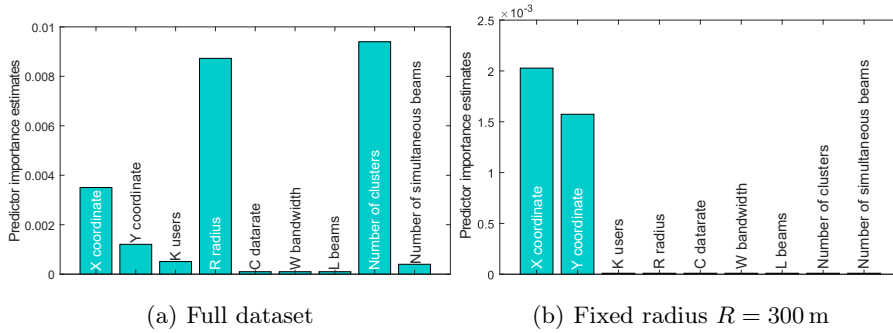 0.01
0.008
0.006
0.004
0.002
0
Predictor importance estimates
X coordinate
Y coordinate
K users
R radius
C datarate
W bandwidth
L beams
Number of clusters
Number of simultaneous beams
(a) Full dataset
×10⁻³
2.5
2
1.5
1
0.5
0
Predictor importance estimates
X coordinate
Y coordinate
K users
R radius
C datarate
W bandwidth
L beams
Number of clusters
Number of simultaneous beams
(b) Fixed radius R = 300 m